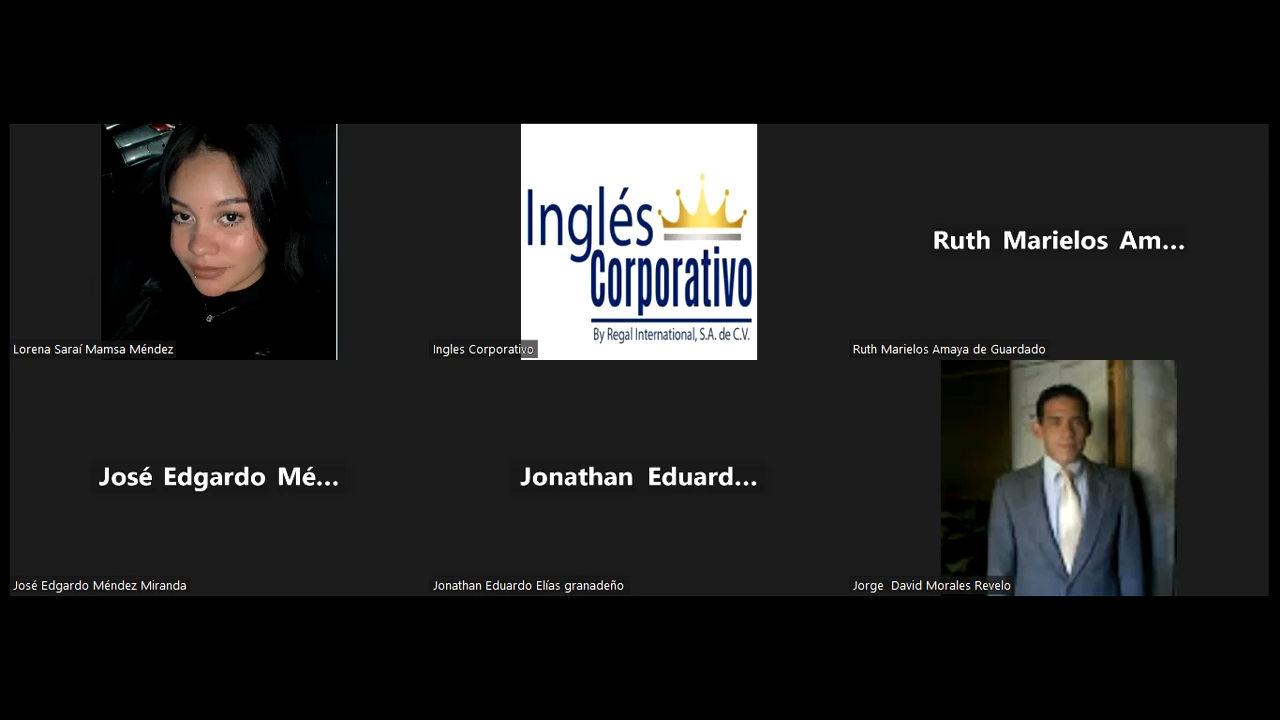 Inglés
Corporativo
By Regal International, S.A. de C.V.
Ruth Marielos Am...
Lorena Saraí Mamsa Méndez
Ingles Corporativo
Ruth Marielos Amaya de Guardado
José Edgardo Mé...
Jonathan Eduard...
José Edgardo Méndez Miranda
Jonathan Eduardo Elías granadeño
Jorge  David Morales Revelo